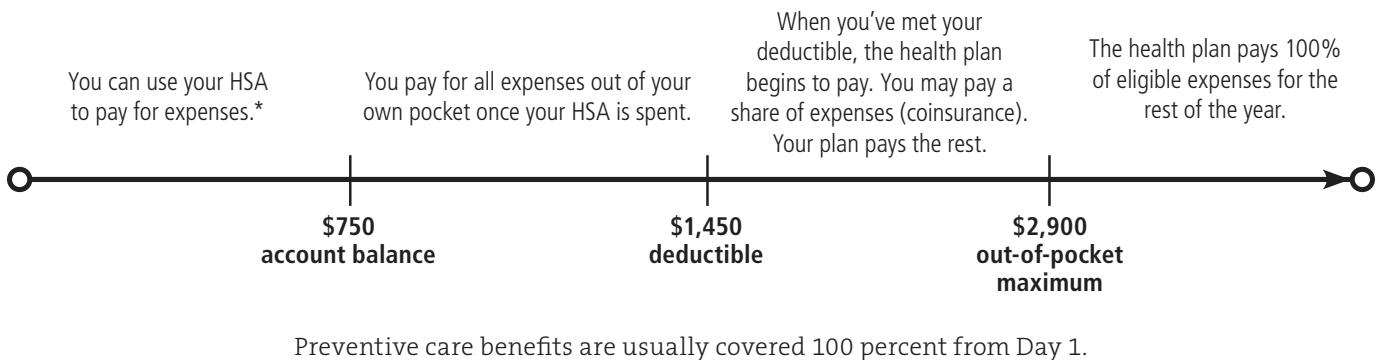 You can use your HSA
to pay for expenses.*
You pay for all expenses out of your
own pocket once your HSA is spent.
When you've met your
deductible, the health plan
begins to pay. You may pay a
share of expenses (coinsurance).
Your plan pays the rest.
The health plan pays 100%
of eligible expenses for the
rest of the year.
$750
account balance
$1,450
deductible
$2,900
out-of-pocket
maximum
Preventive care benefits are usually covered 100 percent from Day 1.